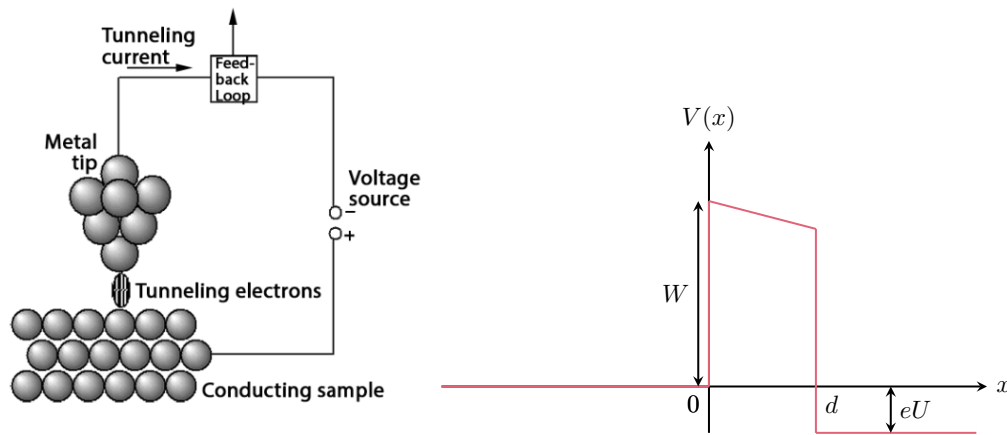 Tunneling
current
Feed-
back
Loop
Metal
tip
Voltage
source
−
+
Tunneling electrons
Conducting sample
V(x)
W
0
d
eU
x